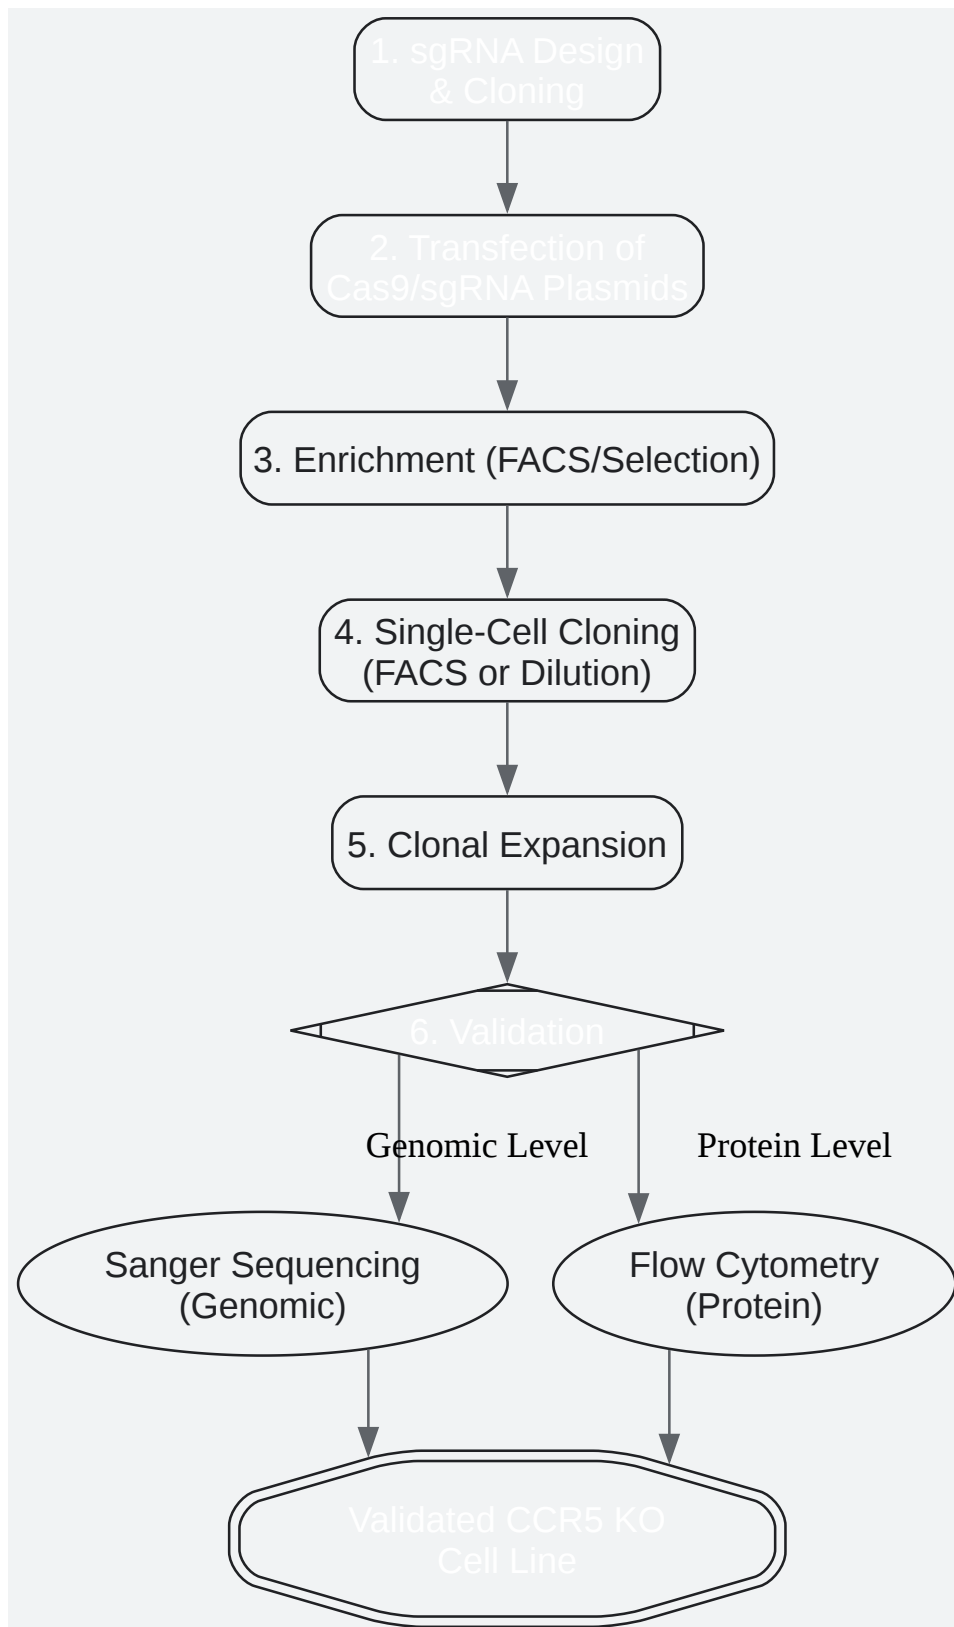 1. sgRNA Design
& Cloning
2. Transfection of
Cas9/sgRNA Plasmids
3. Enrichment (FACS/Selection)
4. Single-Cell Cloning
(FACS or Dilution)
5. Clonal Expansion
6. Validation
Genomic Level
Protein Level
Sanger Sequencing
(Genomic)
Flow Cytometry
(Protein)
Validated CCR5 KO
Cell Line